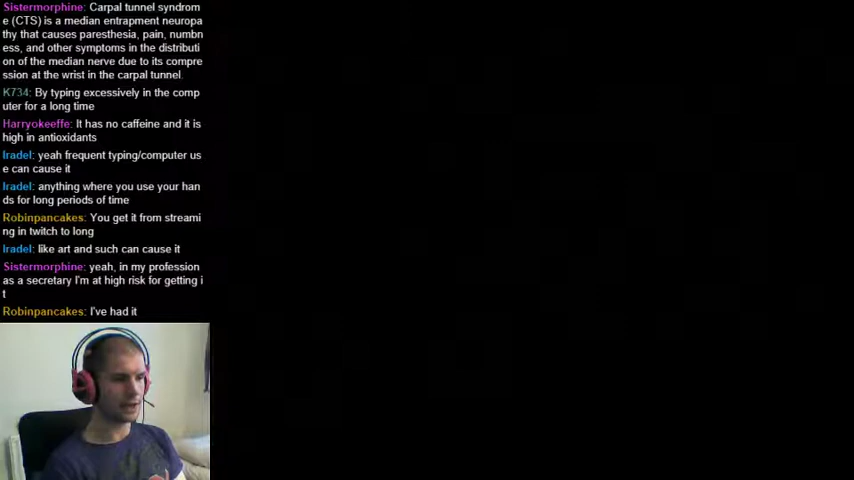 Sistermorphine: Carpal tunnel syndrom
e (CTS) is a median entrapment neuropa
thy that causes paresthesia, pain, numbn
ess, and other symptoms in the distributi
on of the median nerve due to its compre
ssion at the wrist in the carpal tunnel.
K734: By typing excessively in the comp
uter for a long time
Harryokeeffe: It has no caffeine and it is
high in antioxidants
Iradel: yeah frequent typing/computer us
e can cause it
Iradel: anything where you use your han
ds for long periods of time
Robinpancakes: You get it from streami
ng in twitch to long
Iradel: like art and such can cause it
Sistermorphine: yeah, in my profession
as a secretary I'm at high risk for getting i
t
Robinpancakes: I've had it